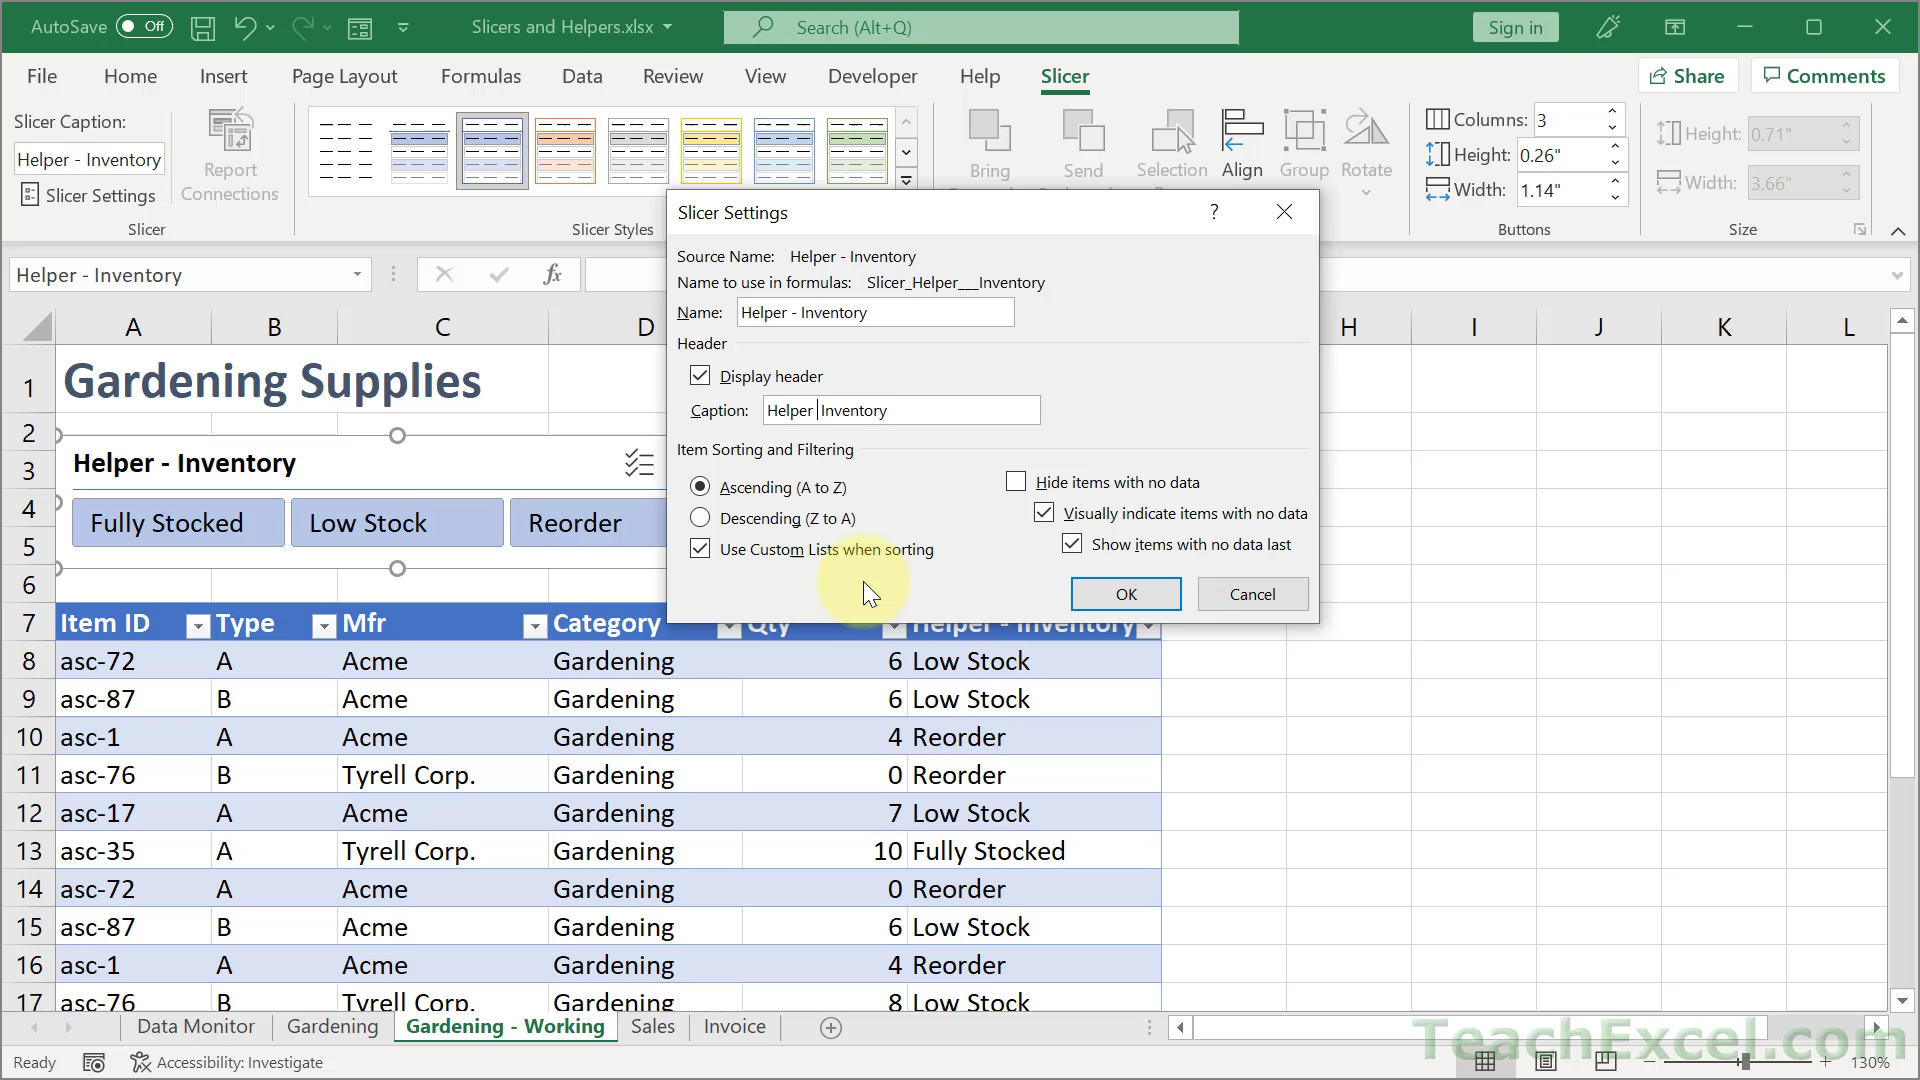 AutoSave Off Slicers and Helpers.xlsx Search (Alt+Q) Sign in
File Home Insert Page Layout Formulas Data Review View Developer Help Slicer Share Comments
Slicer Caption:
Helper - Inventory
Slicer Settings
Report
Connections
Bring
Send
Selection
Align
Group
Rotate
Columns: 3
Height: 0.26"
Width: 1.14"
Height: 0.71"
Width: 3.66"
Slicer Slicer Styles Buttons Size
Slicer Settings ?
Source Name: Helper - Inventory
Name to use in formulas: Slicer_Helper___Inventory
Name: Helper - Inventory
Header
Display header
Caption: Helper Inventory
Item Sorting and Filtering
Ascending (A to Z)
Descending (Z to A)
Use Custom Lists when sorting
Hide items with no data
Visually indicate items with no data
Show items with no data last
OK Cancel
Helper - Inventory fx
A B C D H I J K L
1 Gardening Supplies
2
3 Helper - Inventory
4 Fully Stocked Low Stock Reorder
5
6
7 Item ID Type Mfr Category Qty Helper - Inventory
8 asc-72 A Acme Gardening 6 Low Stock
9 asc-87 B Acme Gardening 6 Low Stock
10 asc-1 A Acme Gardening 4 Reorder
11 asc-76 B Tyrell Corp. Gardening 0 Reorder
12 asc-17 A Acme Gardening 7 Low Stock
13 asc-35 A Tyrell Corp. Gardening 10 Fully Stocked
14 asc-72 A Acme Gardening 0 Reorder
15 asc-87 B Acme Gardening 6 Low Stock
16 asc-1 A Acme Gardening 4 Reorder
17 asc-76 B Tyrell Corp. Gardening 8 Low Stock
Data Monitor Gardening Gardening - Working Sales Invoice
TeachExcel.com
Ready Accessibility: Investigate 130%